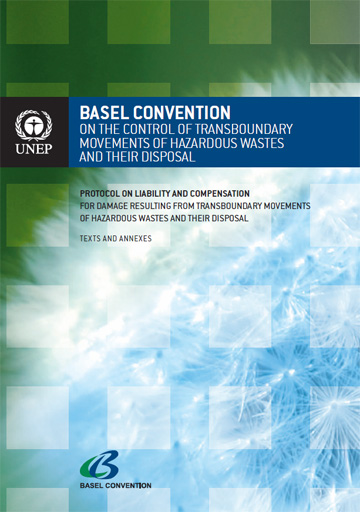 BASEL CONVENTION
ON THE CONTROL OF TRANSBOUNDARY
MOVEMENTS OF HAZARDOUS WASTES
AND THEIR DISPOSAL
UNEP
PROTOCOL ON LIABILITY AND COMPENSATION
FOR DAMAGE RESULTING FROM TRANSBOUNDARY MOVEMENTS
OF HAZARDOUS WASTES AND THEIR DISPOSAL
TEXTS AND ANNEXES
BASEL CONVENTION